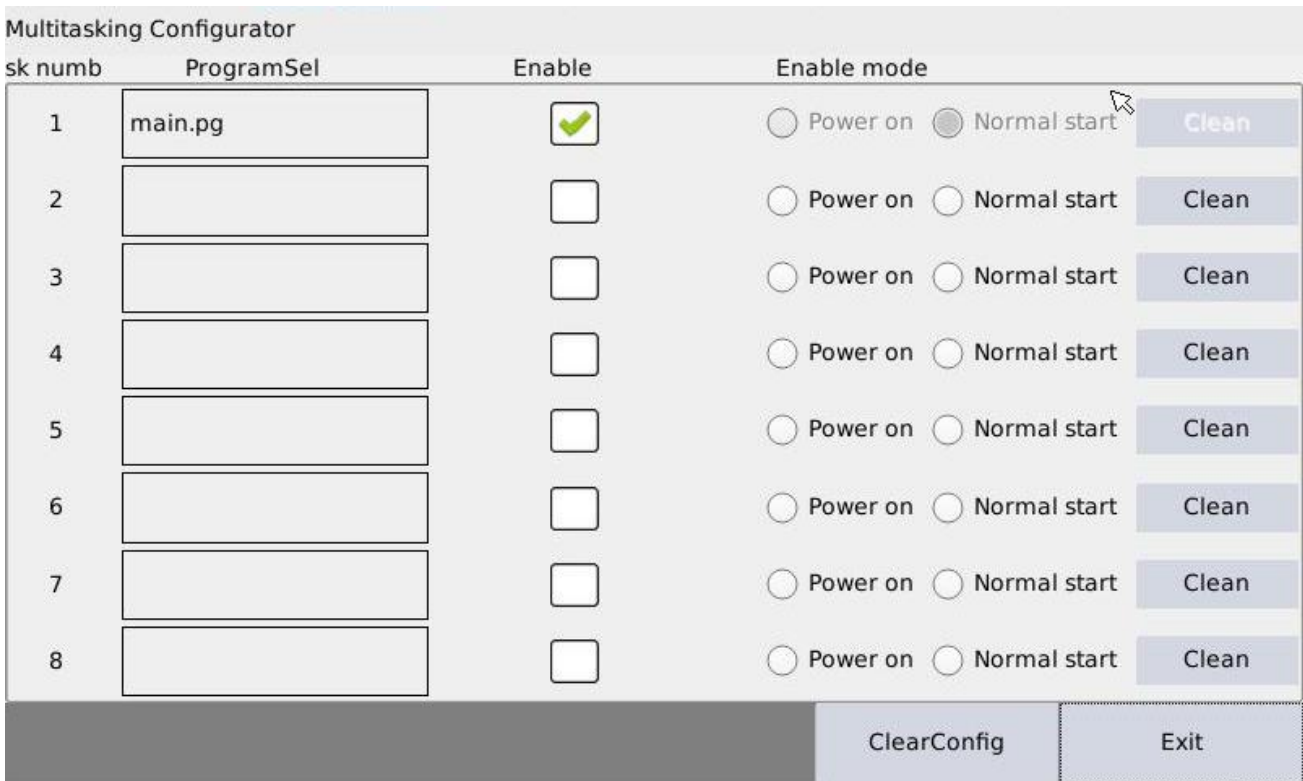 Multitasking Configurator
sk numb ProgramSel Enable Enable mode
1 main.pg Power on Normal start Clean
2 Power on Normal start Clean
3 Power on Normal start Clean
4 Power on Normal start Clean
5 Power on Normal start Clean
6 Power on Normal start Clean
7 Power on Normal start Clean
8 Power on Normal start Clean
ClearConfig Exit